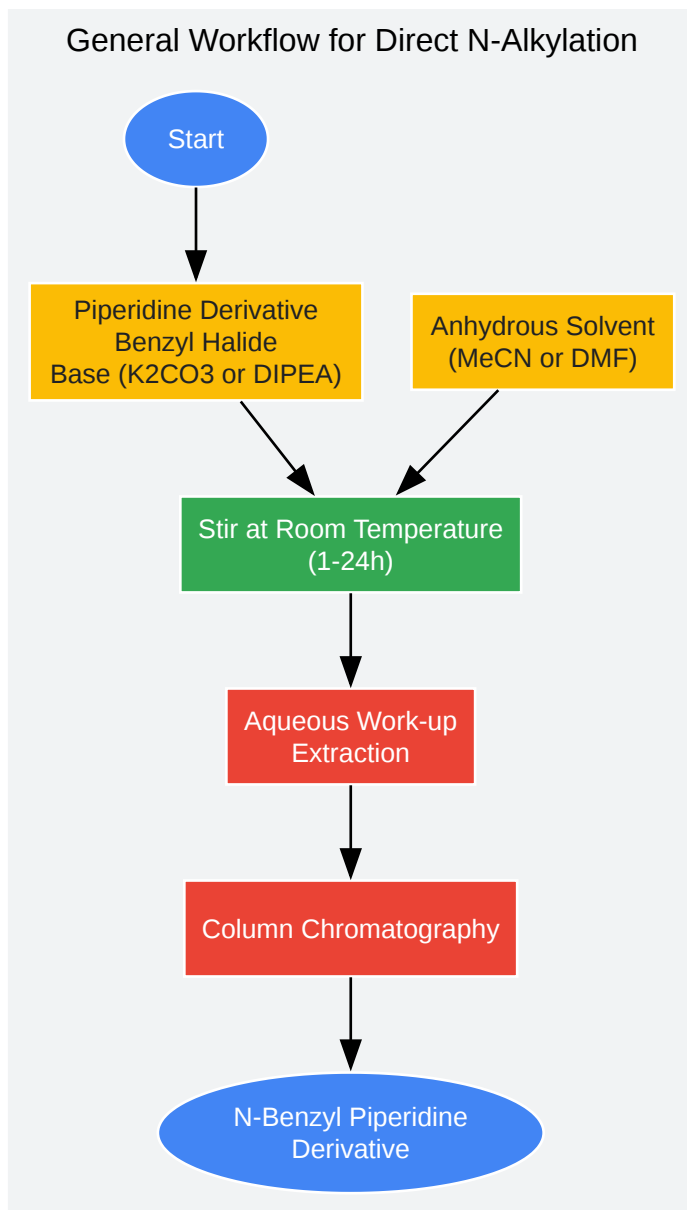 General Workflow for Direct N-Alkylation
Start
Piperidine Derivative
Benzyl Halide
Base (K2CO3 or DIPEA)
Anhydrous Solvent
(MeCN or DMF)
Stir at Room Temperature
(1-24h)
Aqueous Work-up
Extraction
Column Chromatography
N-Benzyl Piperidine
Derivative